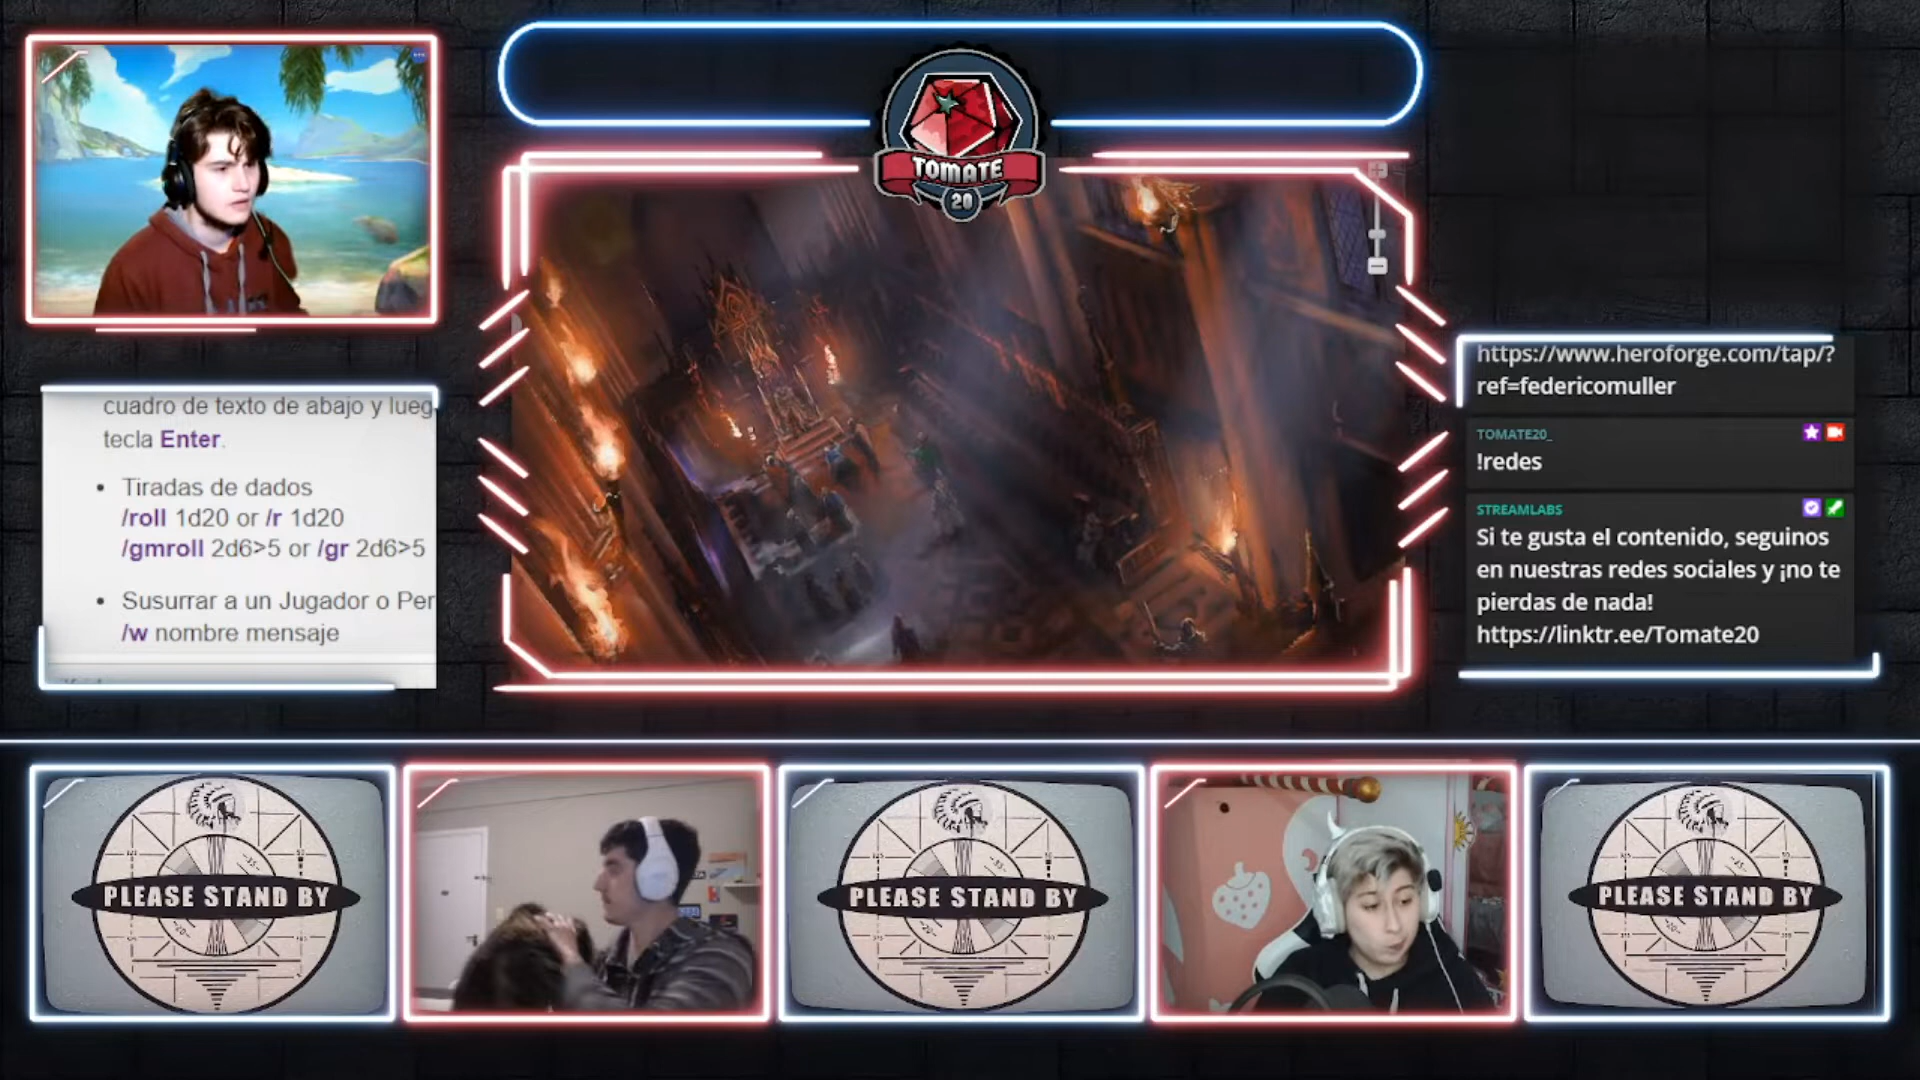 TOMATE
20
cuadro de texto de abajo y lueg
tecla Enter.
• Tiradas de dados
/roll 1d20 or /r 1d20
/gmroll 2d6>5 or /gr 2d6>5
• Susurrar a un Jugador o Per
/w nombre mensaje
https://www.heroforge.com/tap/?
ref=federicomuller
TOMATE20_
!redes
STREAMLABS
Si te gusta el contenido, seguinos
en nuestras redes sociales y ¡no te
pierdas de nada!
https://linktr.ee/Tomate20
PLEASE STAND BY
PLEASE STAND BY
PLEASE STAND BY